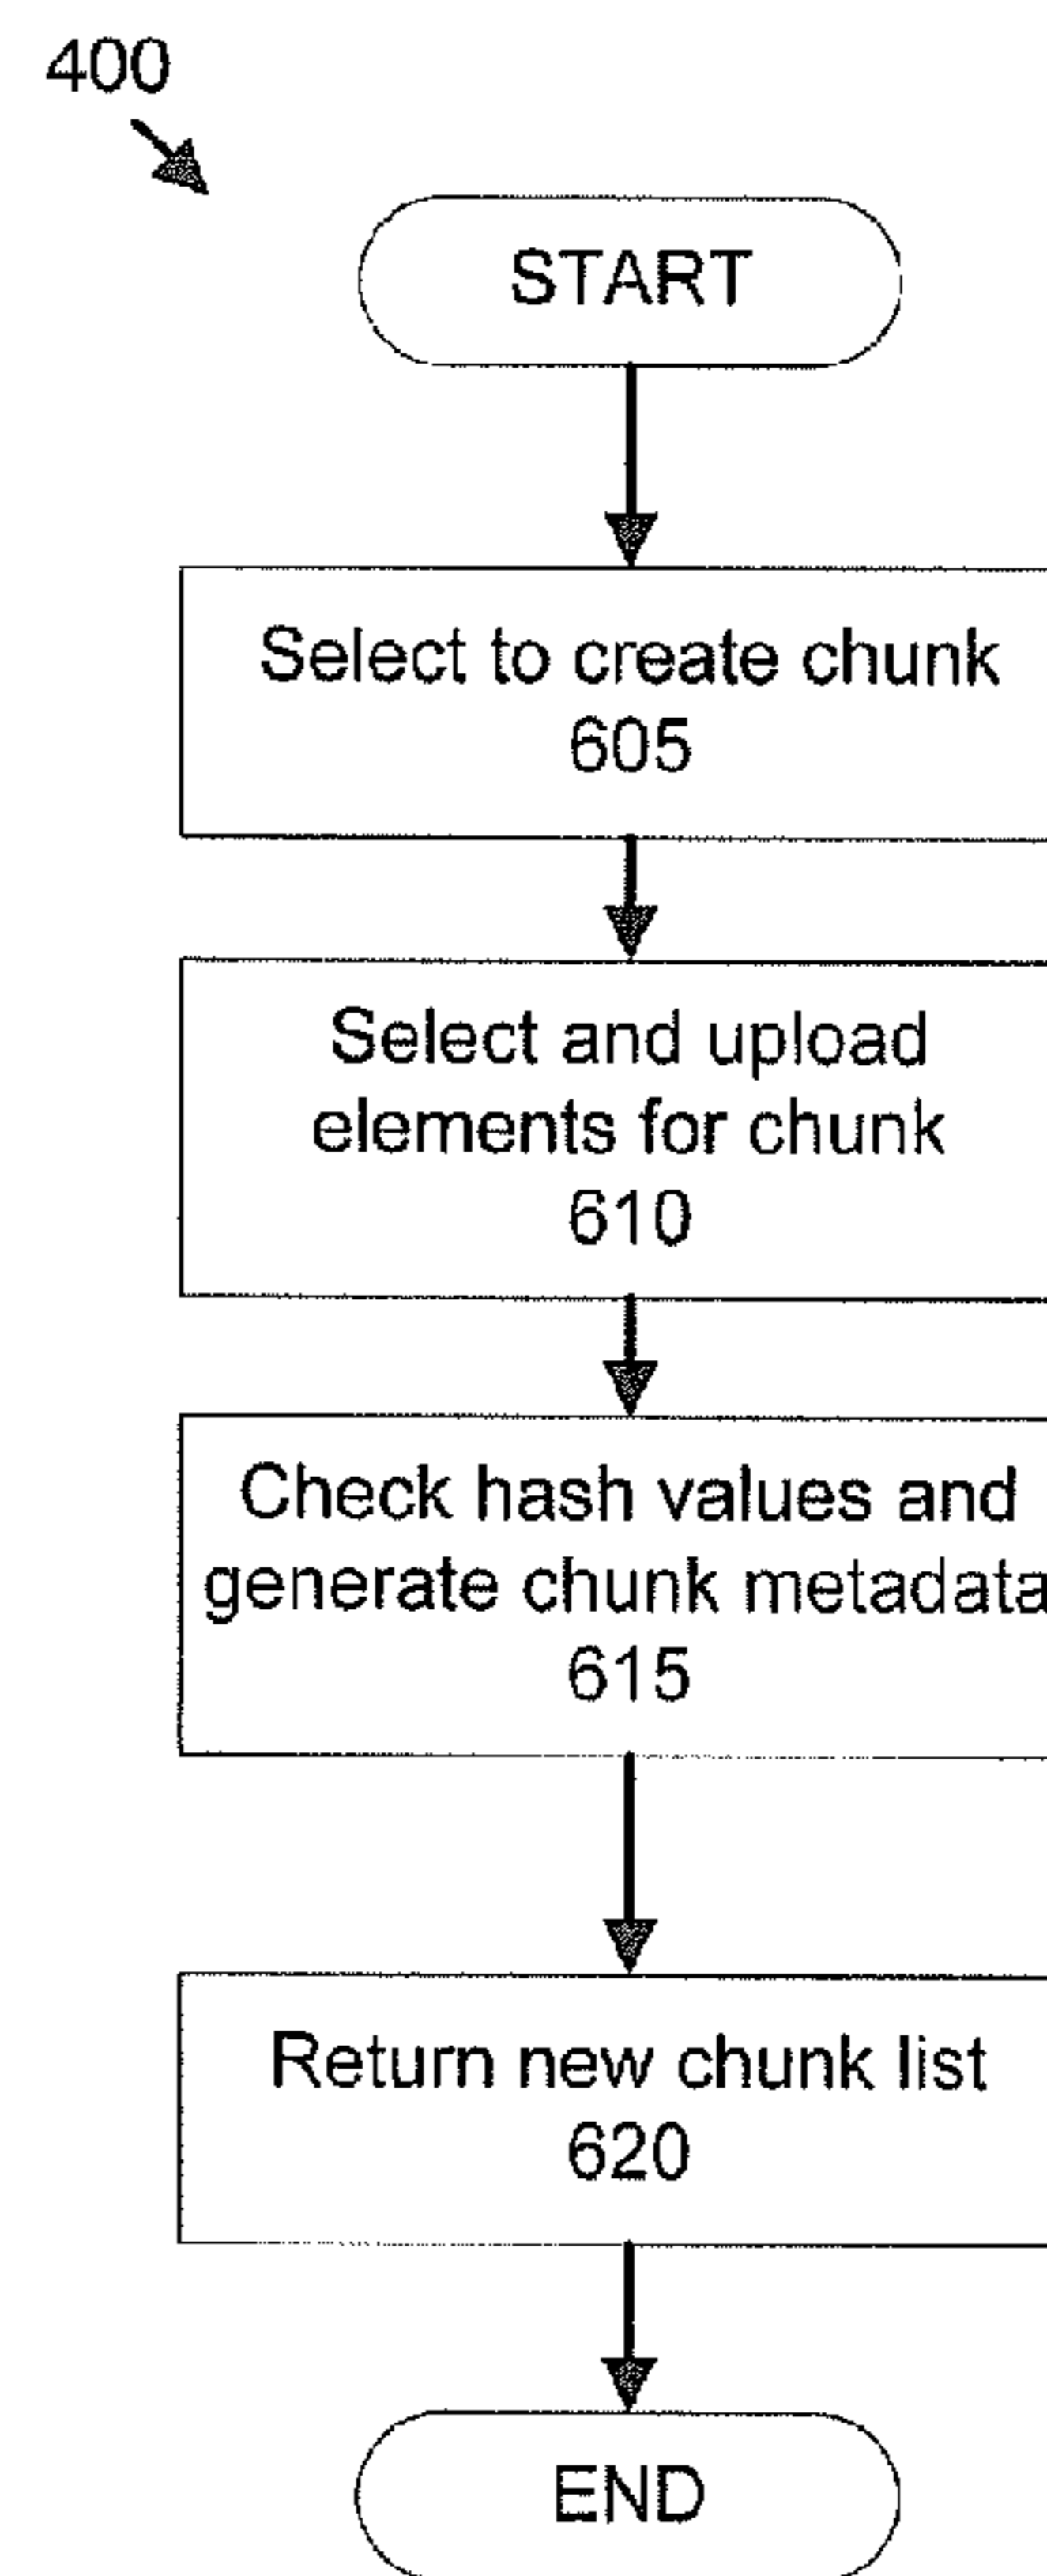 400
START
Select to create chunk
605
Select and upload
elements for chunk
610
Check hash values and
generate chunk metadata
615
Return new chunk list
620
END